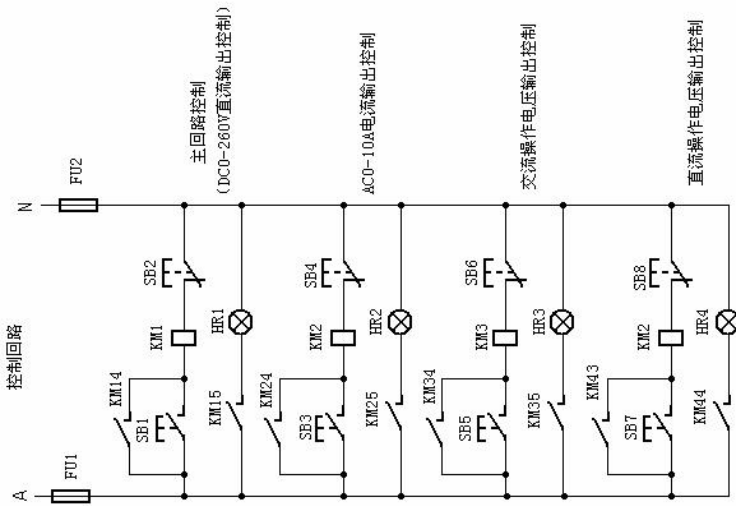 控制回路
A
N
FU1
FU2
KM14
SB1
KM1
SB2
主回路控制
(DC0-260V直流输出控制)
KM15
HR1
KM24
SB3
KM2
SB4
AC0-10A电流输出控制
KM25
HR2
KM34
SB5
KM3
SB6
交流操作电压输出控制
KM35
HR3
KM43
SB7
KM2
SB8
直流操作电压输出控制
KM44
HR4